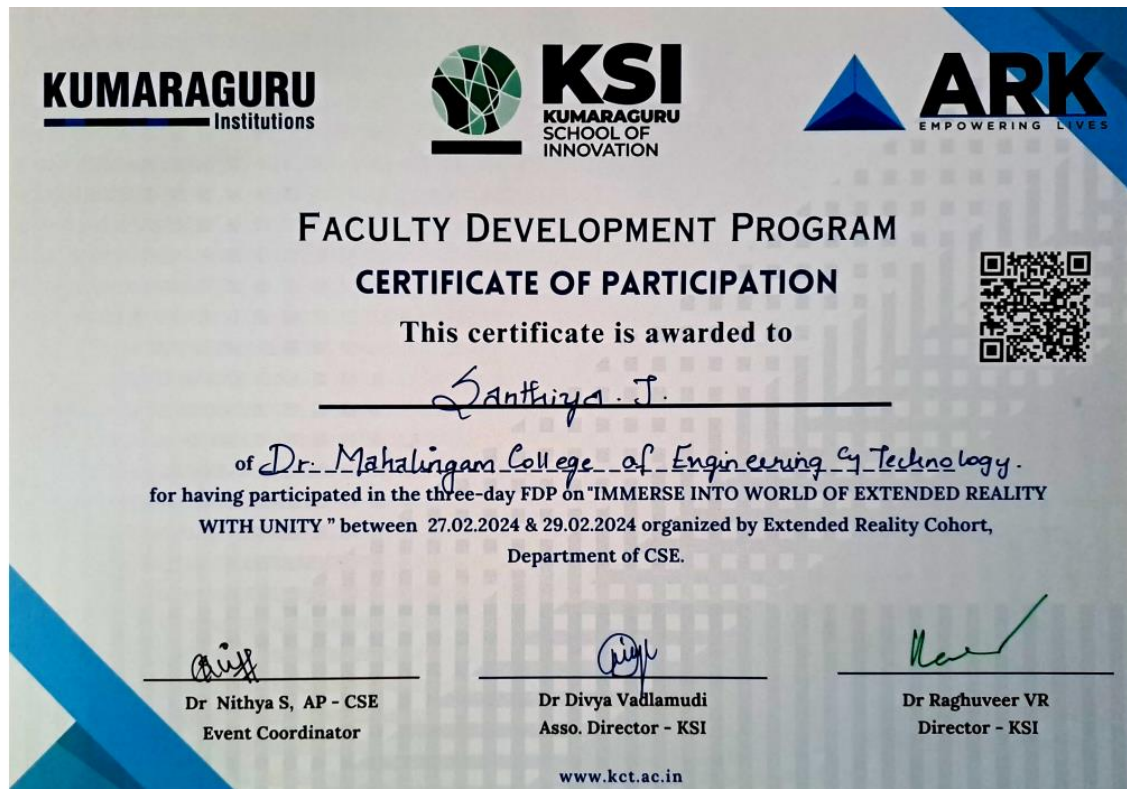 KUMARAGURU
Institutions
KSI
KUMARAGURU
SCHOOL OF
INNOVATION
ARK
EMPOWERING LIVES
FACULTY DEVELOPMENT PROGRAM
CERTIFICATE OF PARTICIPATION
This certificate is awarded to
Santhiya. J.
of Dr. Mahalingam College of Engineering & Technology.
for having participated in the three-day FDP on "IMMERSE INTO WORLD OF EXTENDED REALITY
WITH UNITY " between 27.02.2024 & 29.02.2024 organized by Extended Reality Cohort,
Department of CSE.
Dr Nithya S, AP - CSE
Event Coordinator
Dr Divya Vadlamudi
Asso. Director - KSI
Dr Raghuveer VR
Director - KSI
www.kct.ac.in